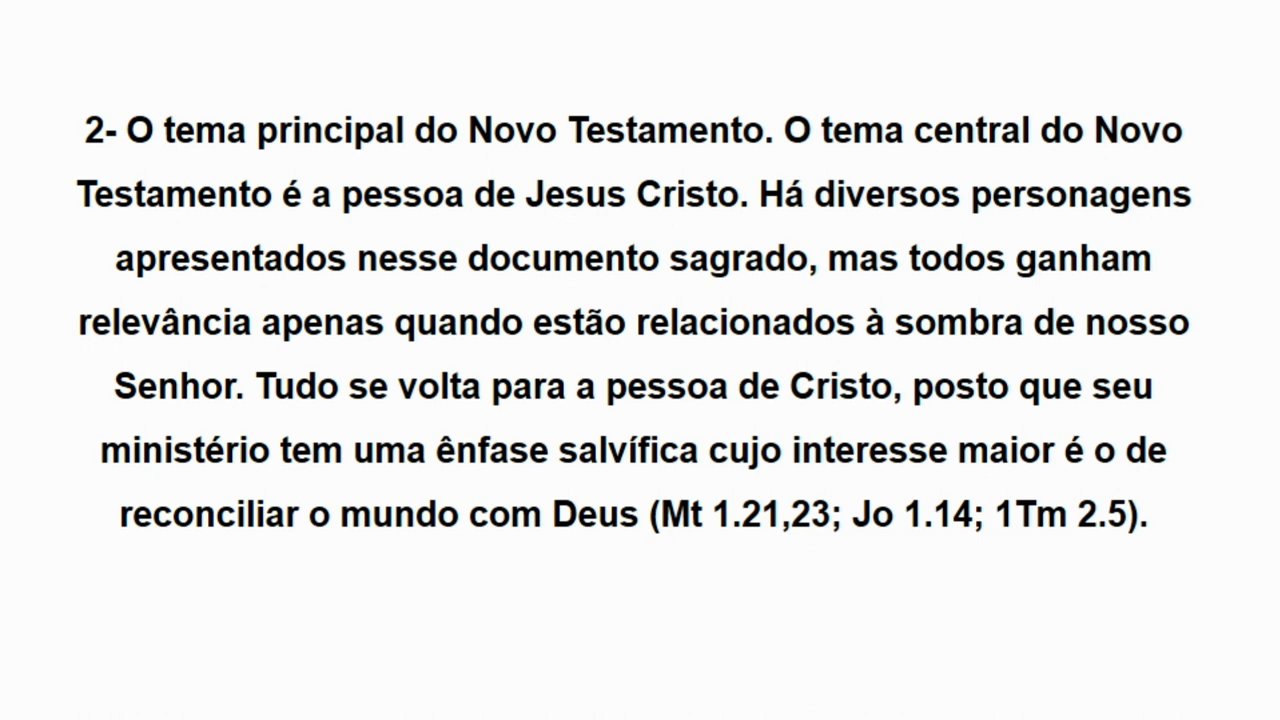 2- O tema principal do Novo Testamento. O tema central do Novo
Testamento é a pessoa de Jesus Cristo. Há diversos personagens
apresentados nesse documento sagrado, mas todos ganham
relevância apenas quando estão relacionados à sombra de nosso
Senhor. Tudo se volta para a pessoa de Cristo, posto que seu
ministério tem uma ênfase salvífica cujo interesse maior é o de
reconciliar o mundo com Deus (Mt 1.21,23; Jo 1.14; 1Tm 2.5).